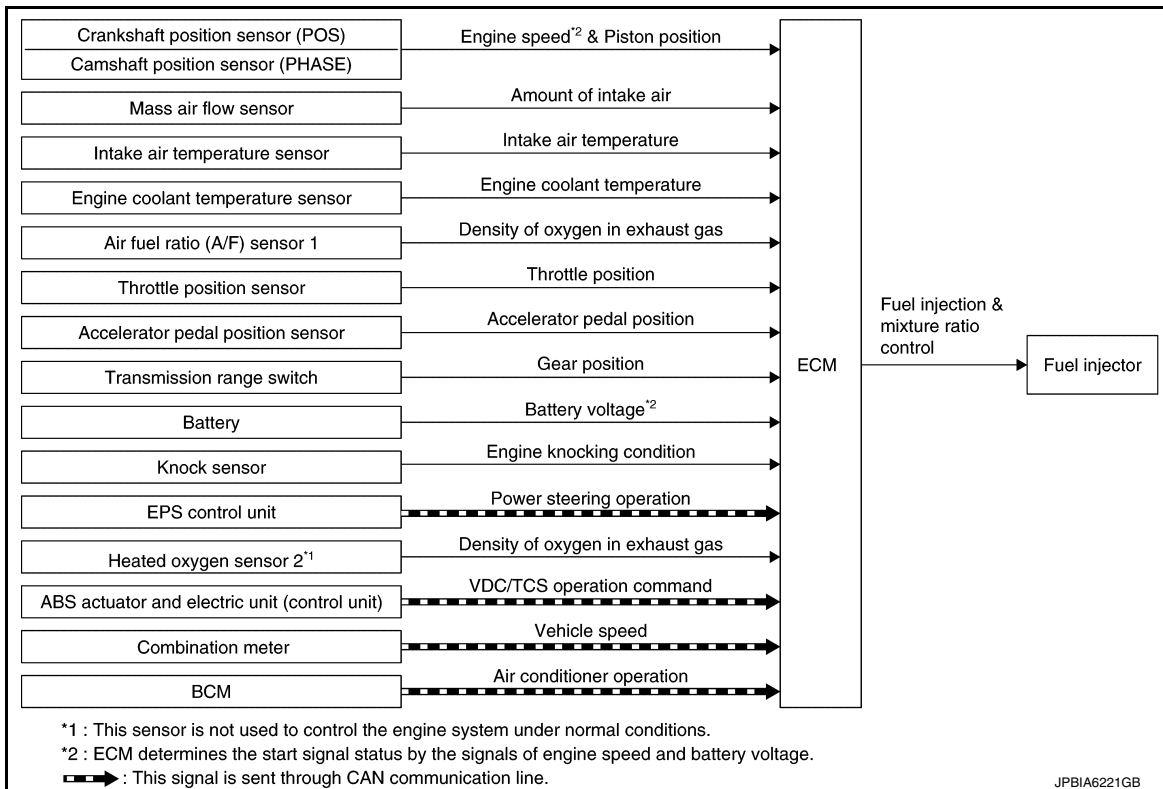 Crankshaft position sensor (POS)
Engine speed*2 & Piston position
Camshaft position sensor (PHASE)
Mass air flow sensor
Amount of intake air
Intake air temperature sensor
Intake air temperature
Engine coolant temperature sensor
Engine coolant temperature
Air fuel ratio (A/F) sensor 1
Density of oxygen in exhaust gas
Throttle position sensor
Throttle position
Accelerator pedal position sensor
Accelerator pedal position
Transmission range switch
Gear position
Battery
Battery voltage*2
Knock sensor
Engine knocking condition
EPS control unit
Power steering operation
Heated oxygen sensor 2*1
Density of oxygen in exhaust gas
ABS actuator and electric unit (control unit)
VDC/TCS operation command
Combination meter
Vehicle speed
BCM
Air conditioner operation
ECM
Fuel injection &
mixture ratio
control
Fuel injector
*1 : This sensor is not used to control the engine system under normal conditions.
*2 : ECM determines the start signal status by the signals of engine speed and battery voltage.
: This signal is sent through CAN communication line.
JPBIA6221GB